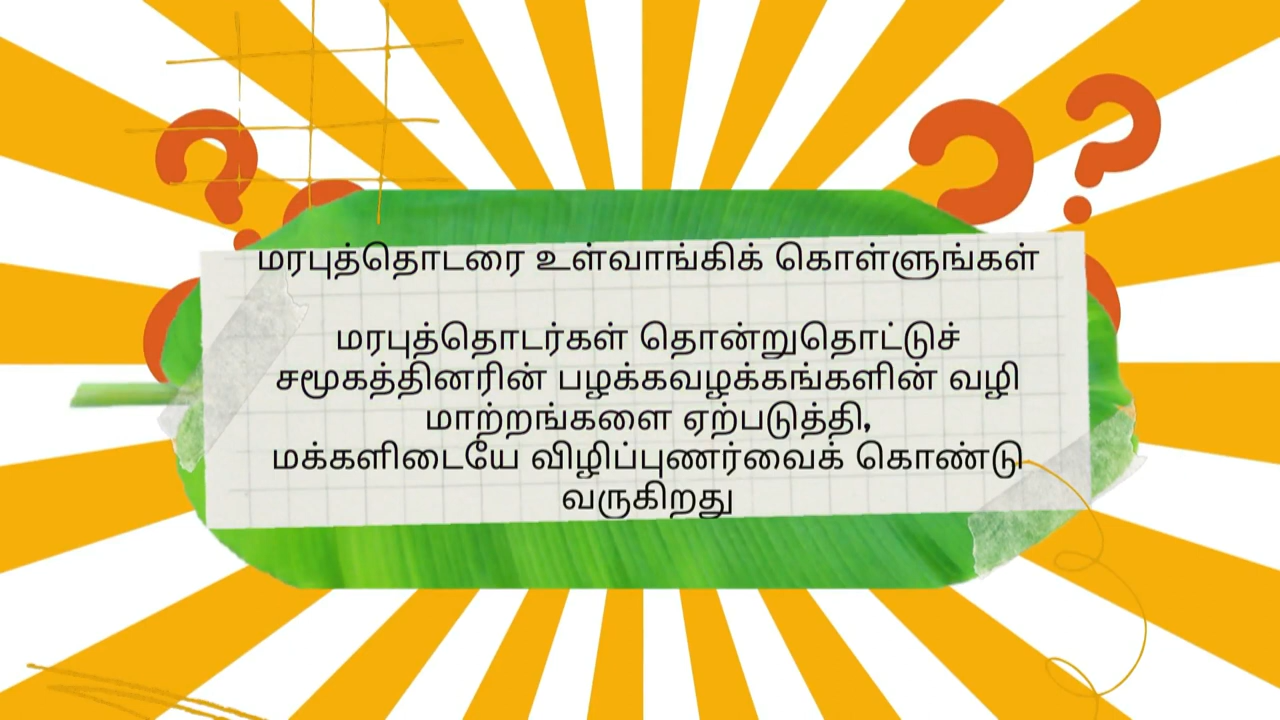 மரபுத்தொடரை உள்வாங்கிக் கொள்ளுங்கள்
மரபுத்தொடர்கள் தொன்றுதொட்டுச்
சமூகத்தினரின் பழக்கவழக்கங்களின் வழி
மாற்றங்களை ஏற்படுத்தி,
மக்களிடையே விழிப்புணர்வைக் கொண்டு
வருகிறது